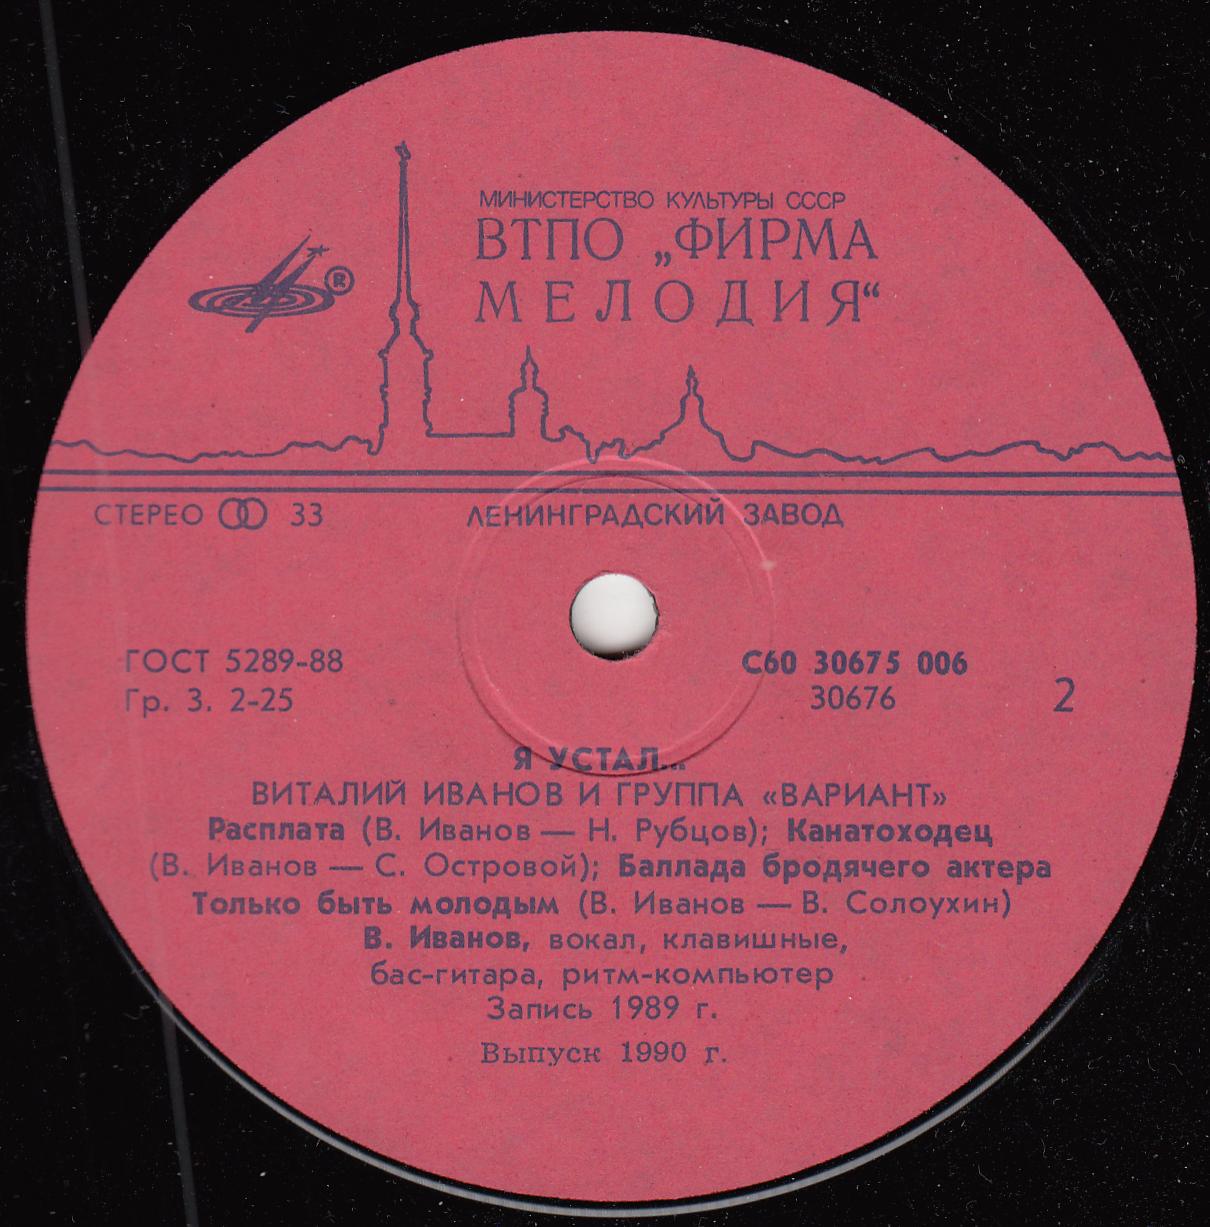 МИНИСТЕРСТВО КУЛЬТУРЫ СССР
ВТПО „ФИРМА
МЕЛОДИЯ“
®
СТЕРЕО 33
ЛЕНИНГРАДСКИЙ ЗАВОД
ГОСТ 5289-88
Гр. 3. 2-25
С60 30675 006
30676
2
Я УСТАЛ...
ВИТАЛИЙ ИВАНОВ И ГРУППА «ВАРИАНТ»
Расплата (В. Иванов — Н. Рубцов); Канатоходец
(В. Иванов — С. Островой); Баллада бродячего актера
Только быть молодым (В. Иванов — В. Солоухин)
В. Иванов, вокал, клавишные,
бас-гитара, ритм-компьютер
Запись 1989 г.
Выпуск 1990 г.